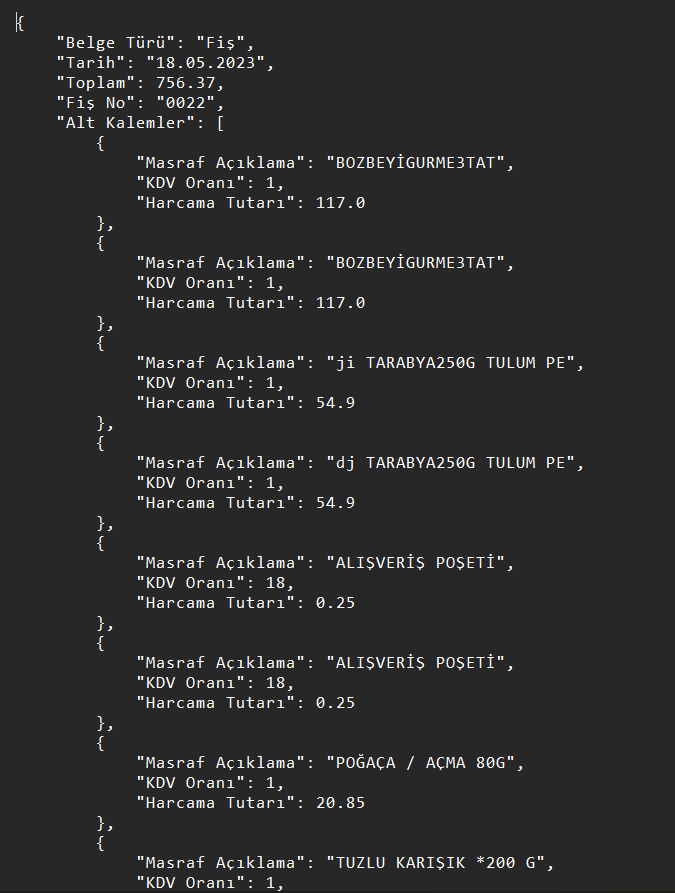 {
"Belge Türü": "Fiş",
"Tarih": "18.05.2023",
"Toplam": 756.37,
"Fiş No": "0022",
"Alt Kalemler": [
{
"Masraf Açıklama": "BOZBEYİGURME3TAT",
"KDV Oranı": 1,
"Harcama Tutarı": 117.0
},
{
"Masraf Açıklama": "BOZBEYİGURME3TAT",
"KDV Oranı": 1,
"Harcama Tutarı": 117.0
},
{
"Masraf Açıklama": "ji TARABYA250G TULUM PE",
"KDV Oranı": 1,
"Harcama Tutarı": 54.9
},
{
"Masraf Açıklama": "dj TARABYA250G TULUM PE",
"KDV Oranı": 1,
"Harcama Tutarı": 54.9
},
{
"Masraf Açıklama": "ALIŞVERİŞ POŞETİ",
"KDV Oranı": 18,
"Harcama Tutarı": 0.25
},
{
"Masraf Açıklama": "ALIŞVERİŞ POŞETİ",
"KDV Oranı": 18,
"Harcama Tutarı": 0.25
},
{
"Masraf Açıklama": "POĞAÇA / AÇMA 80G",
"KDV Oranı": 1,
"Harcama Tutarı": 20.85
},
{
"Masraf Açıklama": "TUZLU KARIŞIK *200 G",
"KDV Oranı": 1,